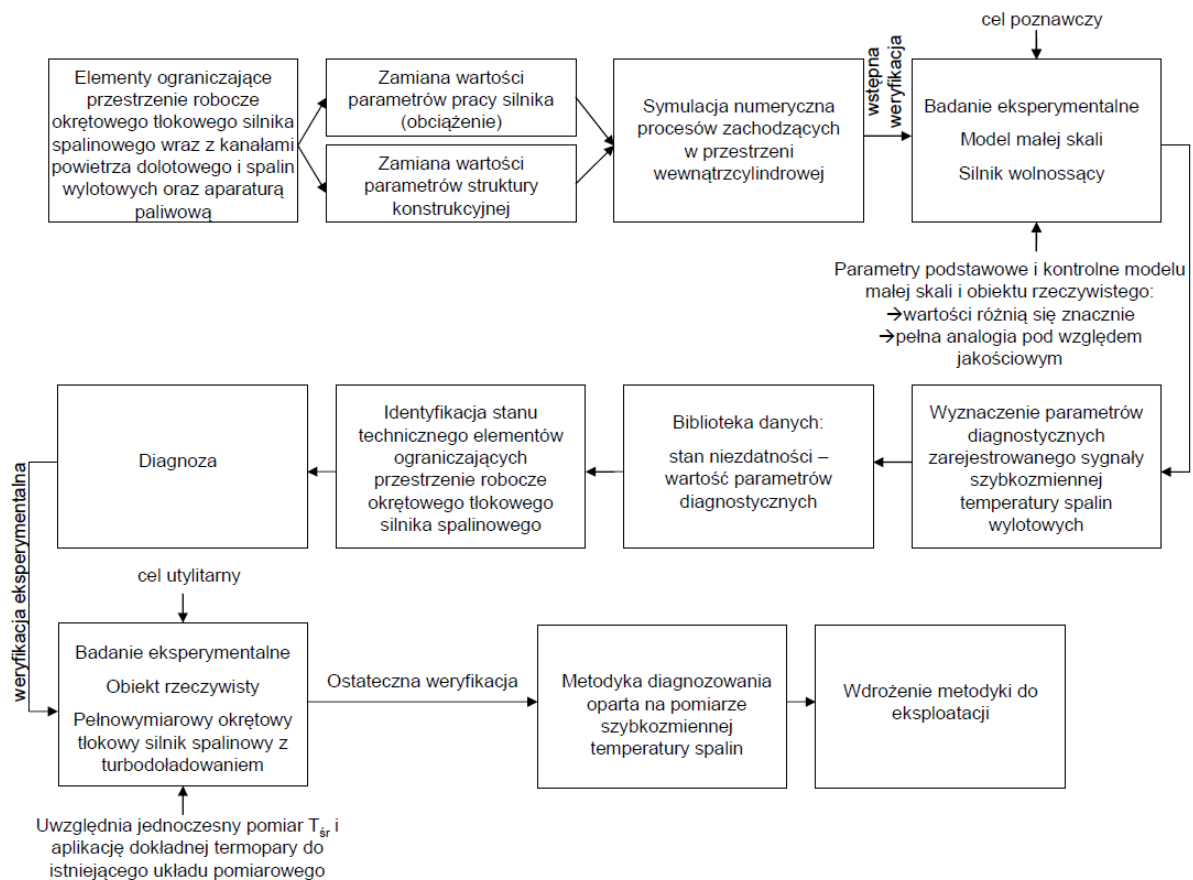 cel poznawczy
Elementy ograniczające
przestrzenie robocze
okrętowego tłokowego silnika
spalinowego wraz z kanałami
powietrza dolotowego i spalin
wylotowych oraz aparaturą
paliwową
Zamiana wartości
parametrów pracy silnika
(obciążenie)
Zamiana wartości
parametrów struktury
konstrukcyjnej
Symulacja numeryczna
procesów zachodzących
w przestrzeni
wewnątrzcylindrowej
wstępna
weryfikacja
Badanie eksperymentalne
Model małej skali
Silnik wolnossący
Parametry podstawowe i kontrolne modelu
małej skali i obiektu rzeczywistego:
→wartości różnią się znacznie
→pełna analogia pod względem
jakościowym
Wyznaczenie parametrów
diagnostycznych
zarejestrowanego sygnały
szybkozmiennej
temperatury spalin
wylotowych
Biblioteka danych:
stan niezdatności –
wartość parametrów
diagnostycznych
Identyfikacja stanu
technicznego elementów
ograniczających
przestrzenie robocze
okrętowego tłokowego
silnika spalinowego
Diagnoza
weryfikacja eksperymentalna
cel utylitarny
Badanie eksperymentalne
Obiekt rzeczywisty
Pełnowymiarowy okrętowy
tłokowy silnik spalinowy z
turbodoładowaniem
Uwzględnia jednoczesny pomiar Tśr i
aplikację dokładnej termopary do
istniejącego układu pomiarowego
Ostateczna weryfikacja
Metodyka diagnozowania
oparta na pomiarze
szybkozmiennej
temperatury spalin
Wdrożenie metodyki do
eksploatacji